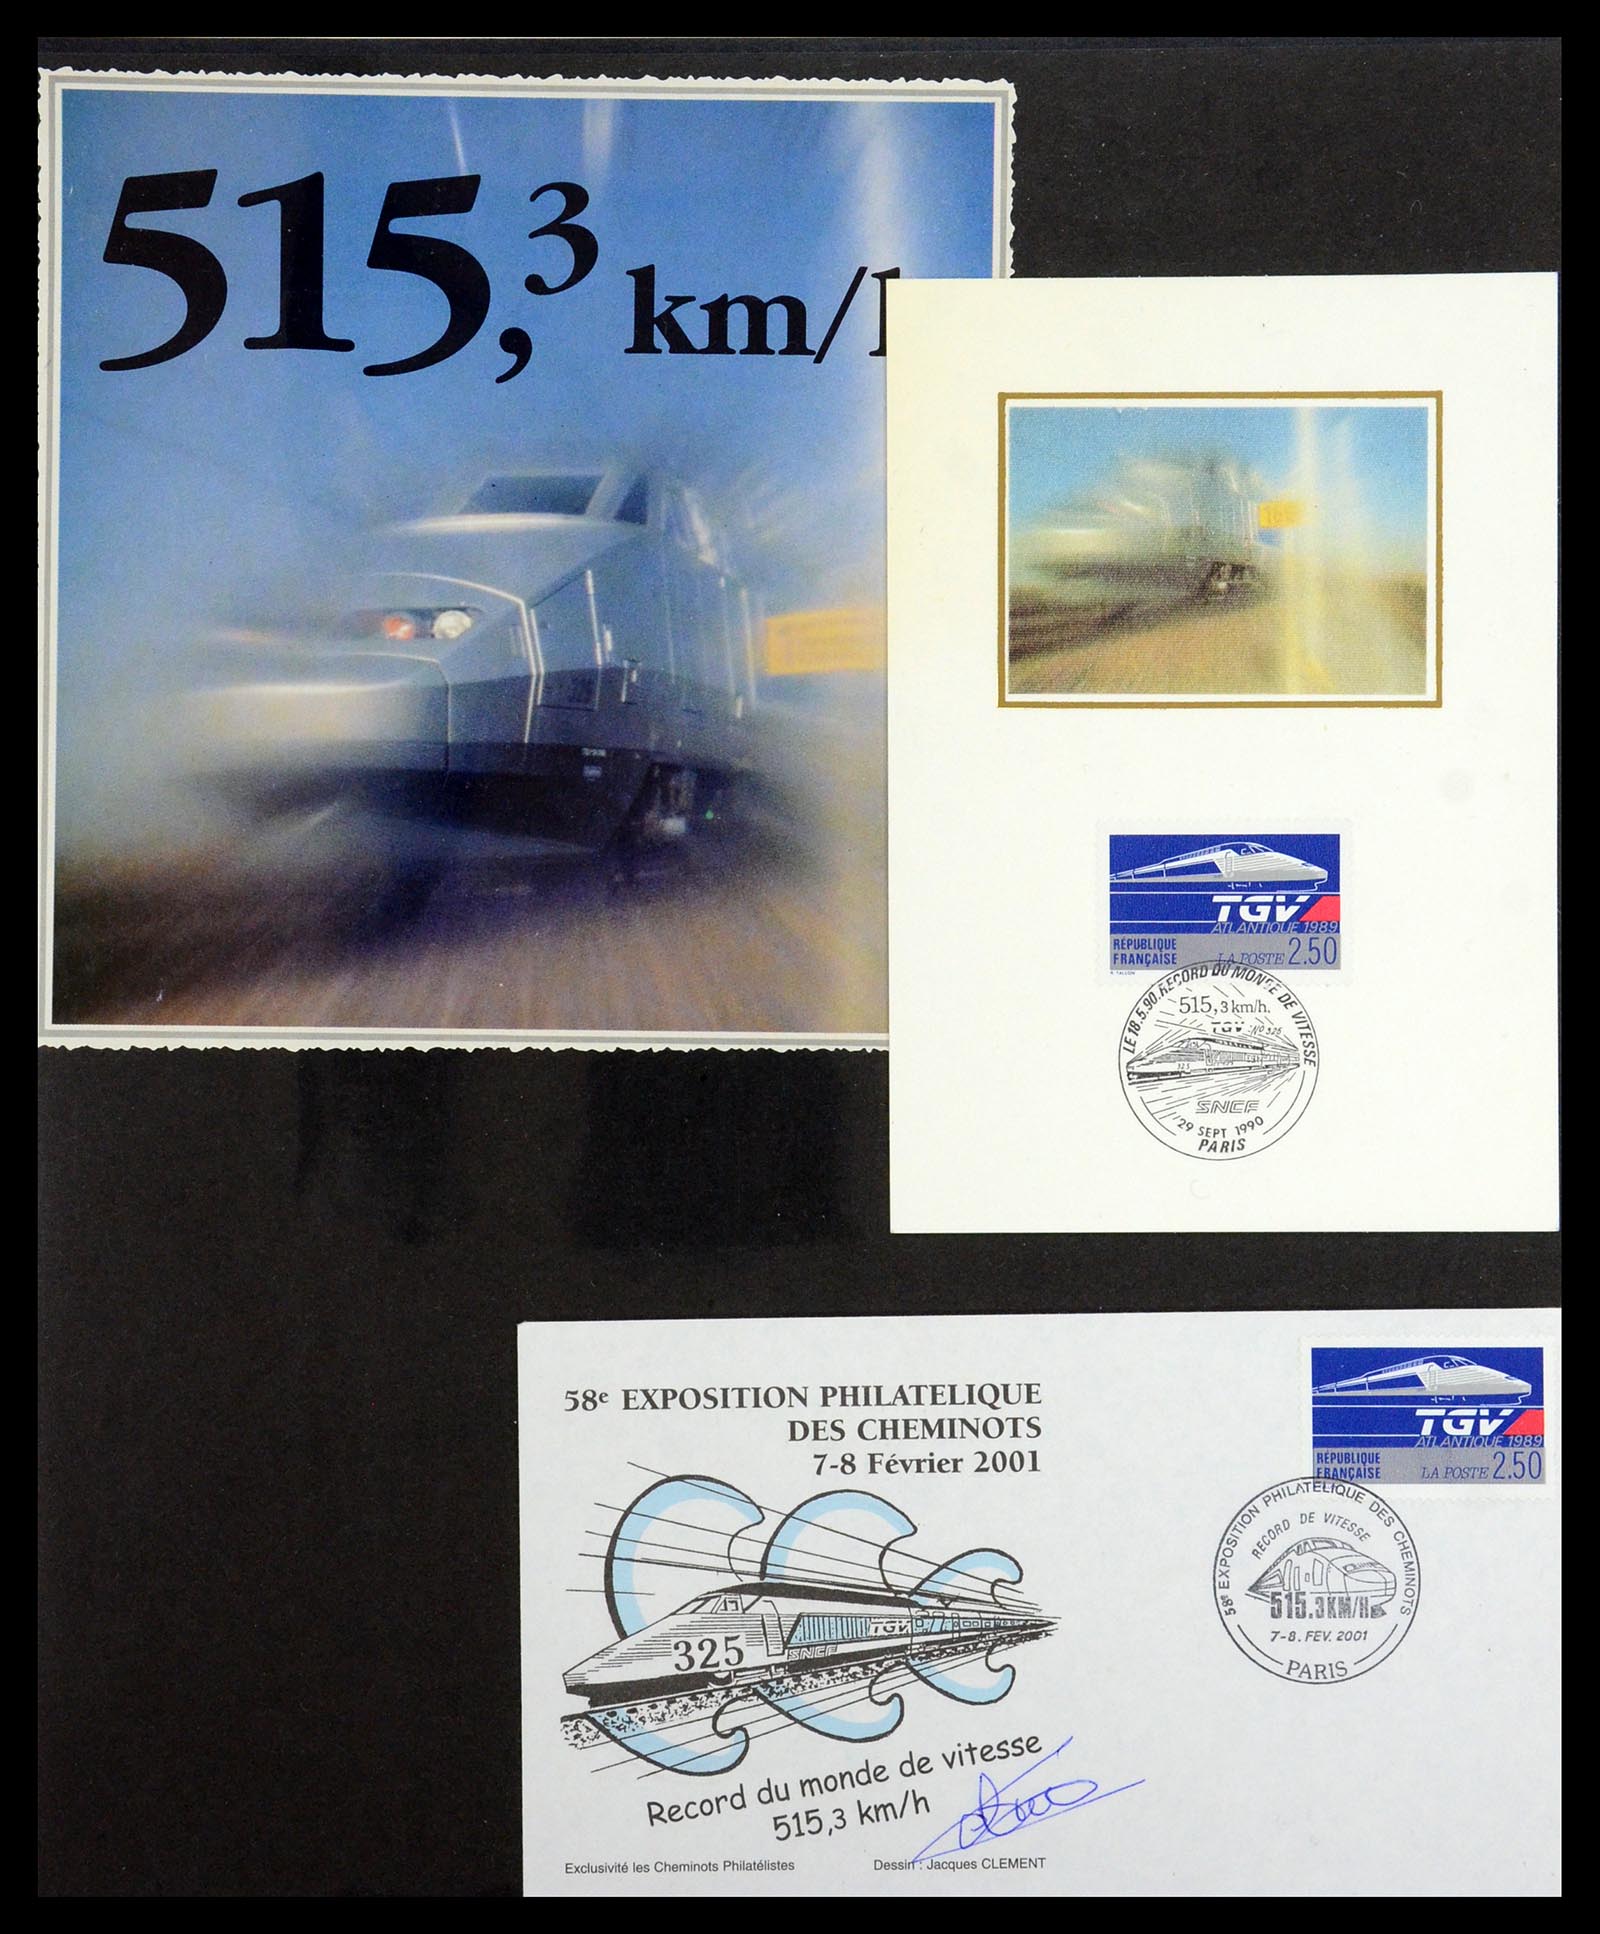 515,3 km/
TGV
ATLANTIQUE 1989
RÉPUBLIQUE
FRANÇAISE
LA POSTE 2.50
LE 18.5.90. RECORD DU MONDE DE VITESSE
515,3 km/h.
TGV No 325
325
SNCF
29 SEPT 1990
PARIS
58e EXPOSITION PHILATELIQUE
DES CHEMINOTS
7-8 Février 2001
TGV
ATLANTIQUE 1989
RÉPUBLIQUE
FRANÇAISE
LA POSTE 2.50
58e EXPOSITION PHILATÉLIQUE DES CHEMINOTS
RECORD DE VITESSE
515.3 KM/H
7-8. FEV. 2001
PARIS
325
TGV
SNCF
Record du monde de vitesse
515,3 km/h
Exclusivité les Cheminots Philatélistes
Dessin : Jacques CLEMENT